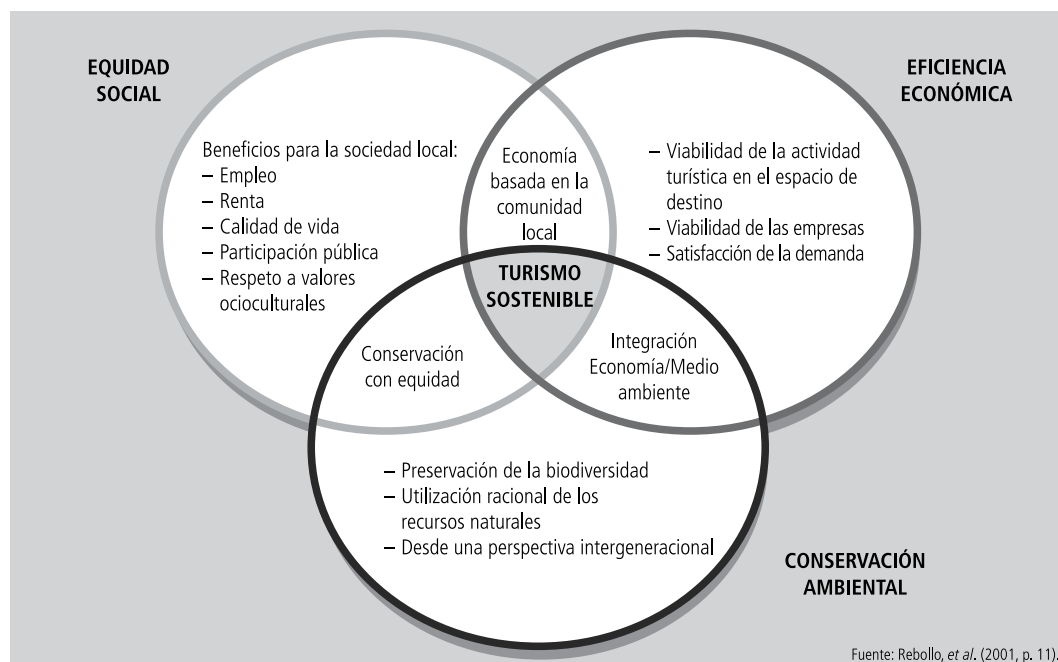 EQUIDAD
SOCIAL
EFICIENCIA
ECONÓMICA
Beneficios para la sociedad local:
– Empleo
– Renta
– Calidad de vida
– Participación pública
– Respeto a valores
ocioculturales
Economía
basada en la
comunidad
local
– Viabilidad de la actividad
turística en el espacio de
destino
– Viabilidad de las empresas
– Satisfacción de la demanda
TURISMO
SOSTENIBLE
Conservación
con equidad
Integración
Economía/Medio
ambiente
– Preservación de la biodiversidad
– Utilización racional de los
recursos naturales
– Desde una perspectiva intergeneracional
CONSERVACIÓN
AMBIENTAL
Fuente: Rebollo, et al. (2001, p. 11).